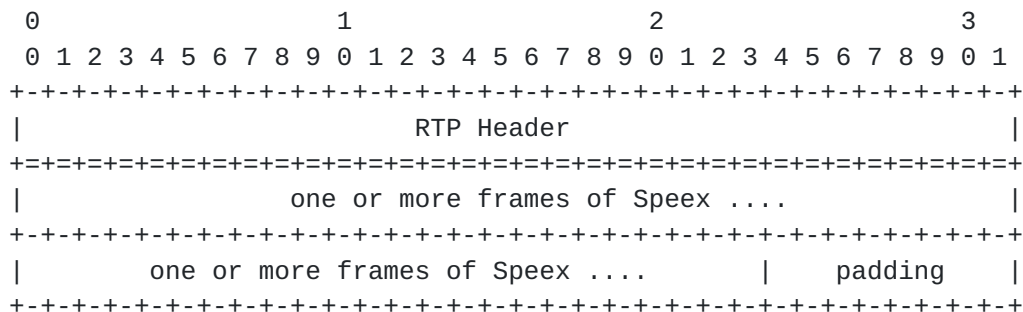 0                   1                   2                   3
 0 1 2 3 4 5 6 7 8 9 0 1 2 3 4 5 6 7 8 9 0 1 2 3 4 5 6 7 8 9 0 1
+-+-+-+-+-+-+-+-+-+-+-+-+-+-+-+-+-+-+-+-+-+-+-+-+-+-+-+-+-+-+-+-+
|                         RTP Header                            |
+=+=+=+=+=+=+=+=+=+=+=+=+=+=+=+=+=+=+=+=+=+=+=+=+=+=+=+=+=+=+=+=+
|                 one or more frames of Speex ....              |
+-+-+-+-+-+-+-+-+-+-+-+-+-+-+-+-+-+-+-+-+-+-+-+-+-+-+-+-+-+-+-+-+
|        one or more frames of Speex ....       |    padding    |
+-+-+-+-+-+-+-+-+-+-+-+-+-+-+-+-+-+-+-+-+-+-+-+-+-+-+-+-+-+-+-+-+